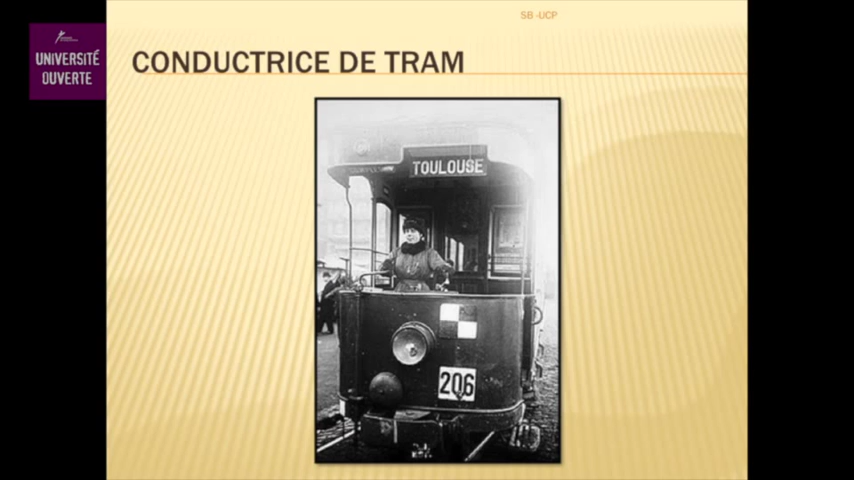 SB -UCP
UNIVERSITÉ
OUVERTE
CONDUCTRICE DE TRAM
TOULOUSE
206